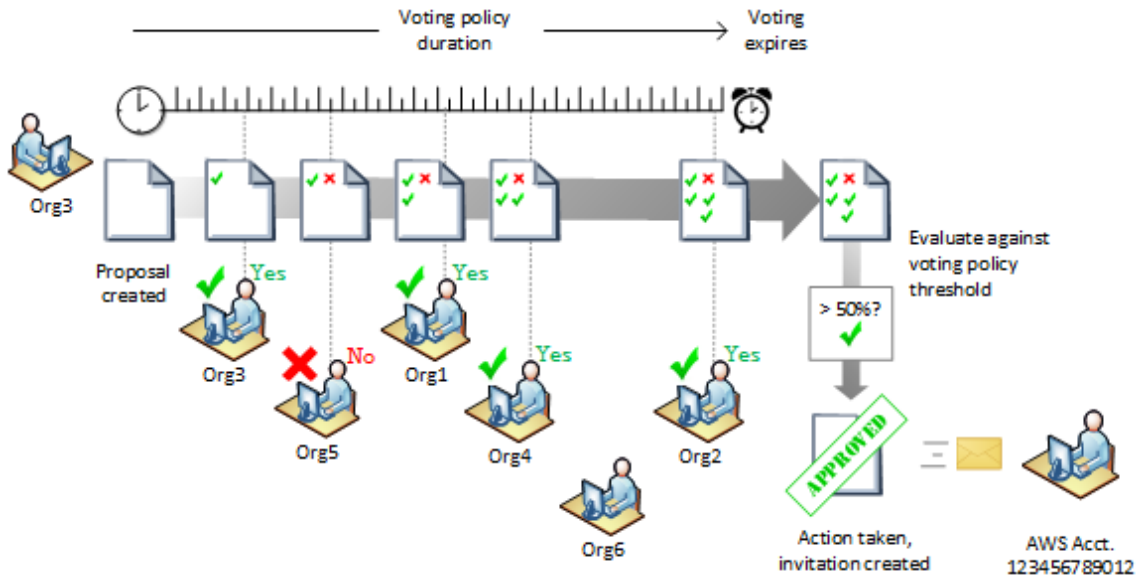 Voting policy
duration
Voting
expires
Org3
Proposal
created
Yes
Org3
No
Org5
Yes
Org1
Yes
Org4
Yes
Org2
Org6
Evaluate against
voting policy
threshold
> 50%?
APPROVED
Action taken,
invitation created
AWS Acct.
123456789012